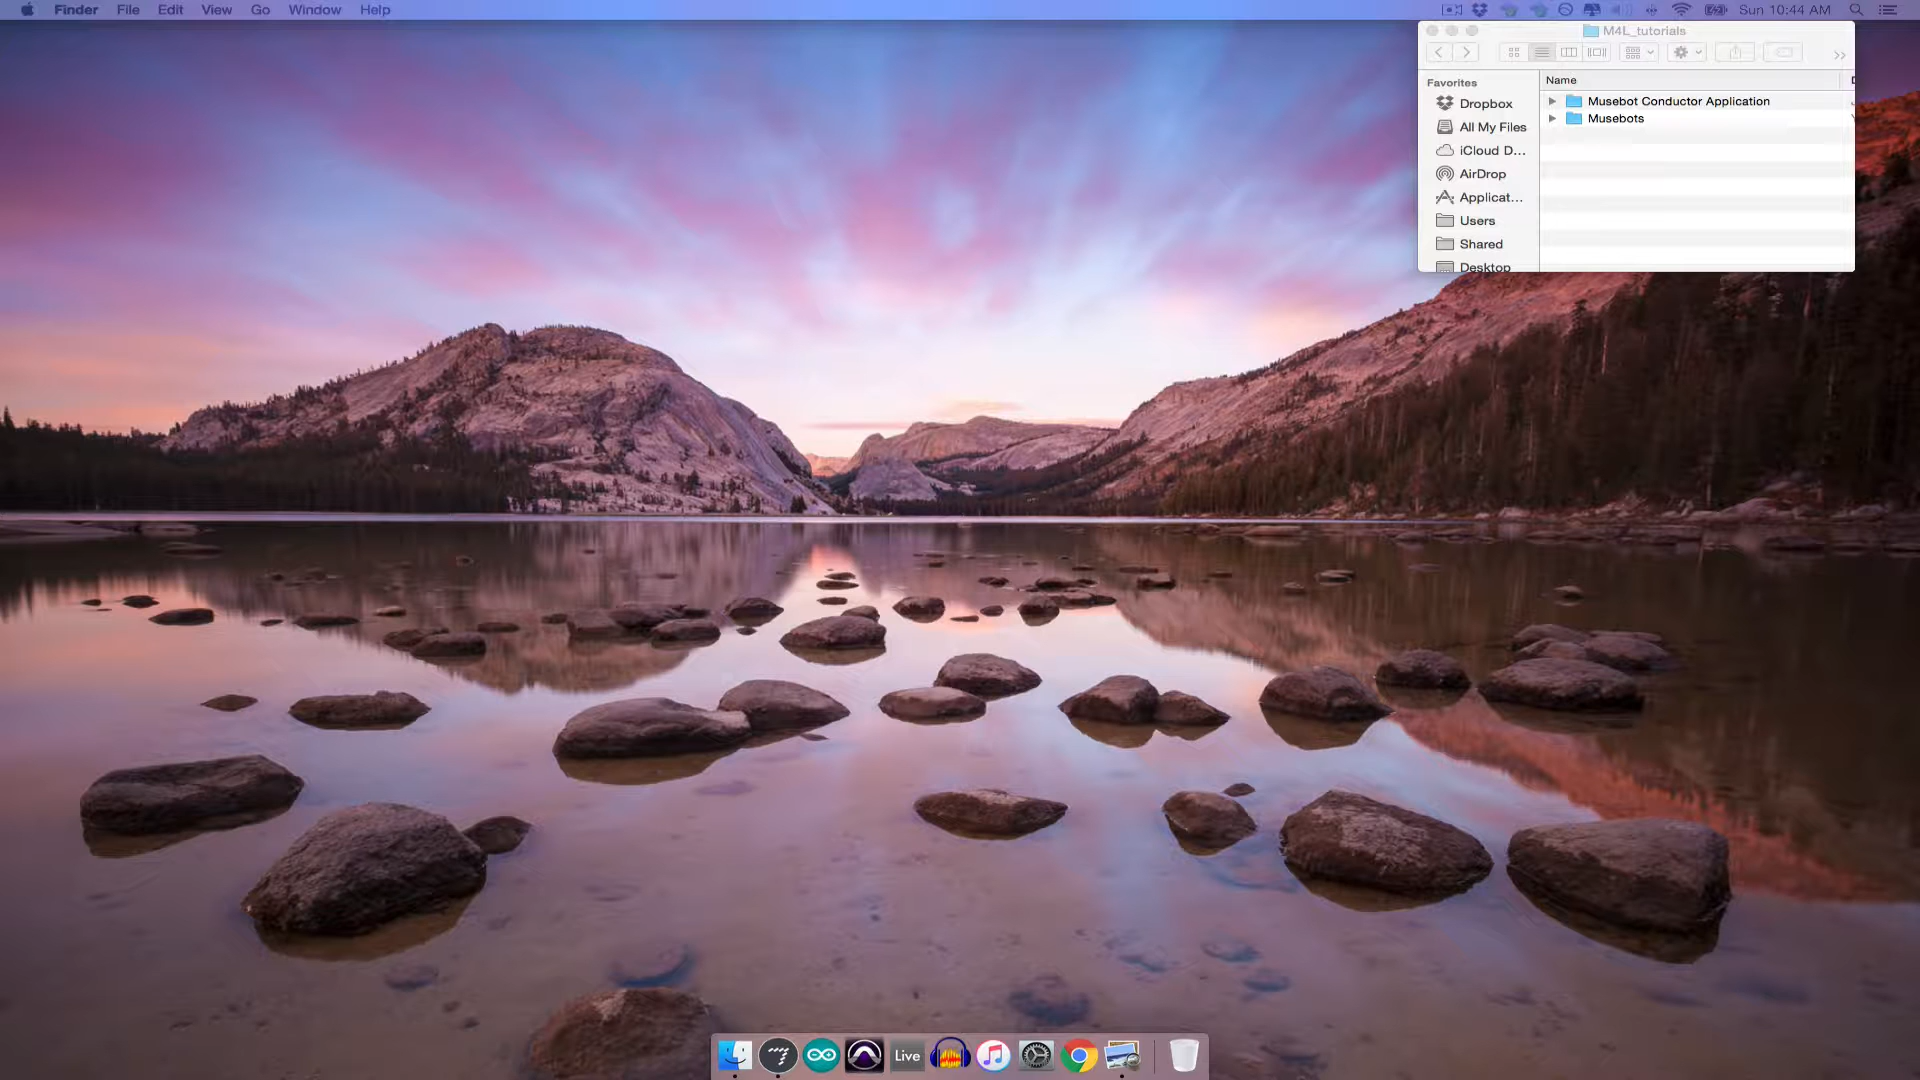 Finder File Edit View Go Window Help Sun 10:44 AM
M4L_tutorials
Favorites
Name
Dropbox
Musebot Conductor Application
Musebots
All My Files
iCloud D...
AirDrop
Applicat...
Users
Shared
Desktop
Live